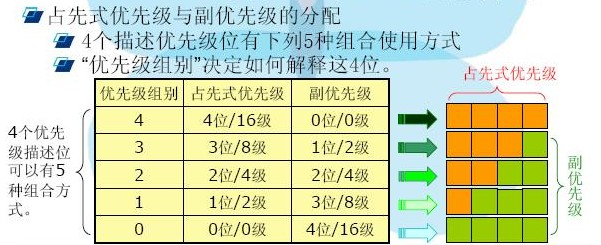 占先式优先级与副优先级的分配
4个描述优先级位有下列5种组合使用方式
“优先级组别”决定如何解释这4位。
占先式优先级
优先级组别 占先式优先级 副优先级
4 4位/16级 0位/0级
3 3位/8级 1位/2级
2 2位/4级 2位/4级
1 1位/2级 3位/8级
0 0位/0级 4位/16级
4个优先
级描述位
可以有5
种组合方
式。
副优先级